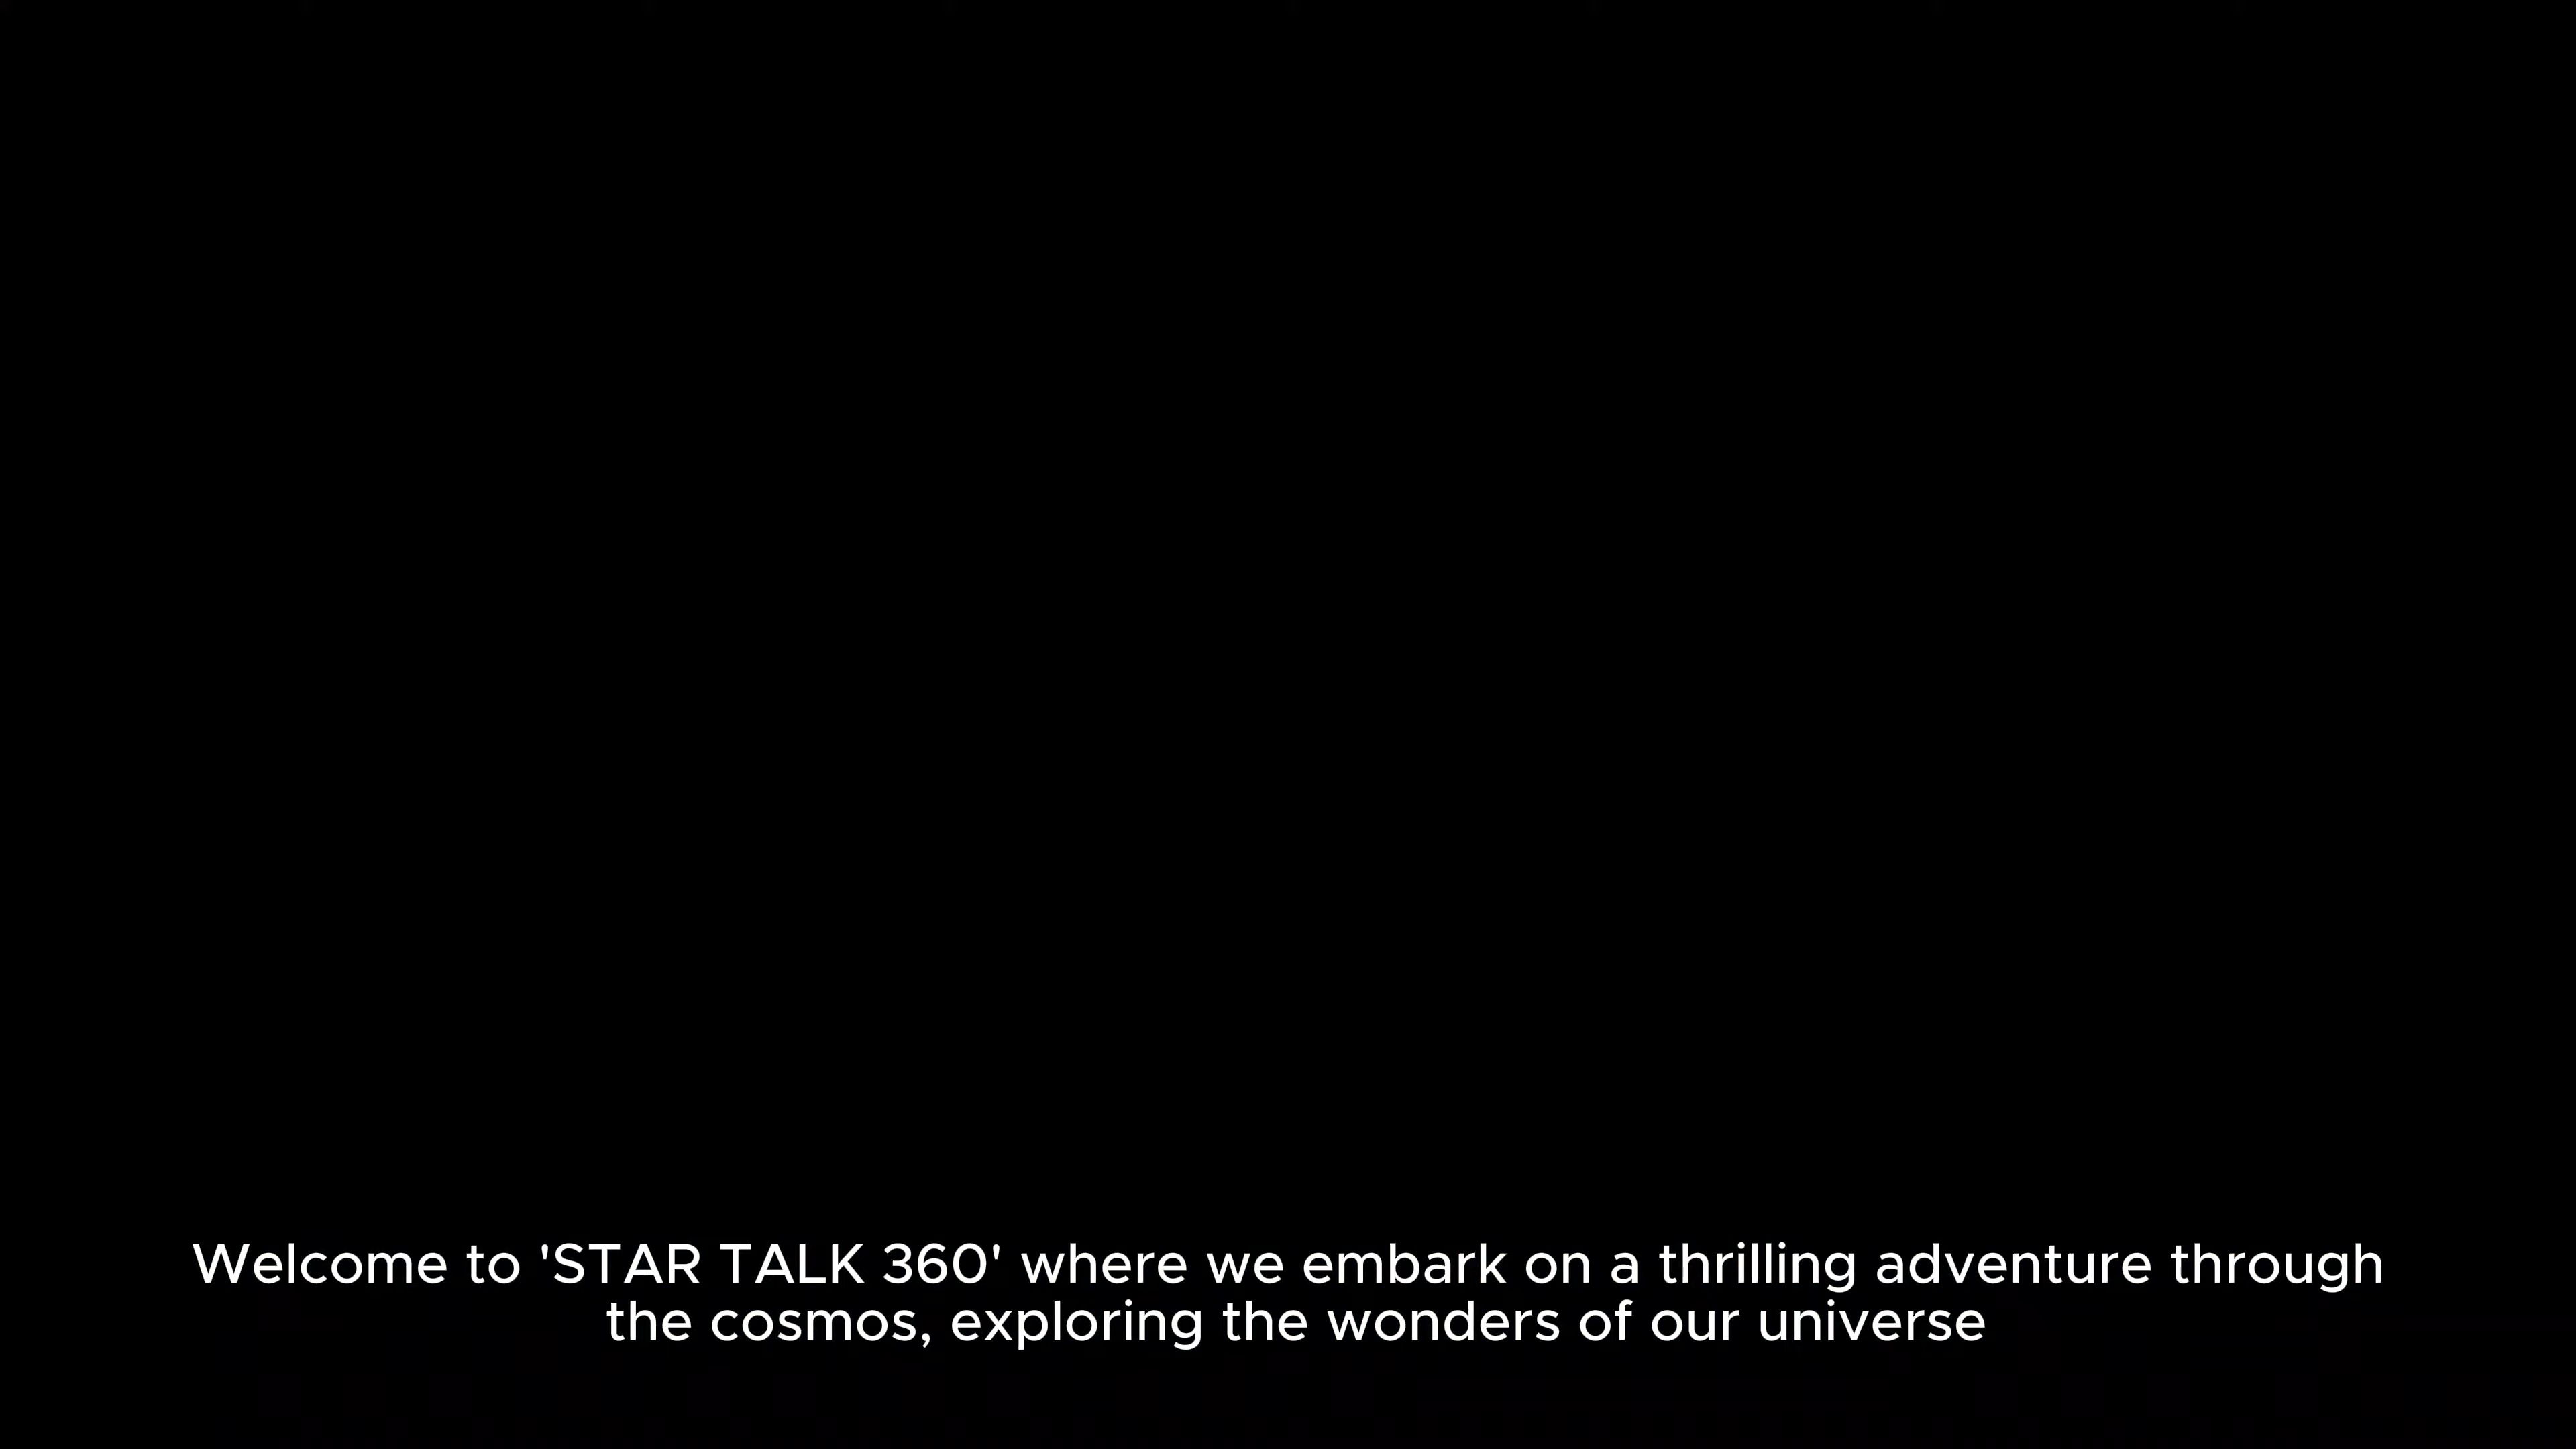 Welcome to 'STAR TALK 360' where we embark on a thrilling adventure through
the cosmos, exploring the wonders of our universe